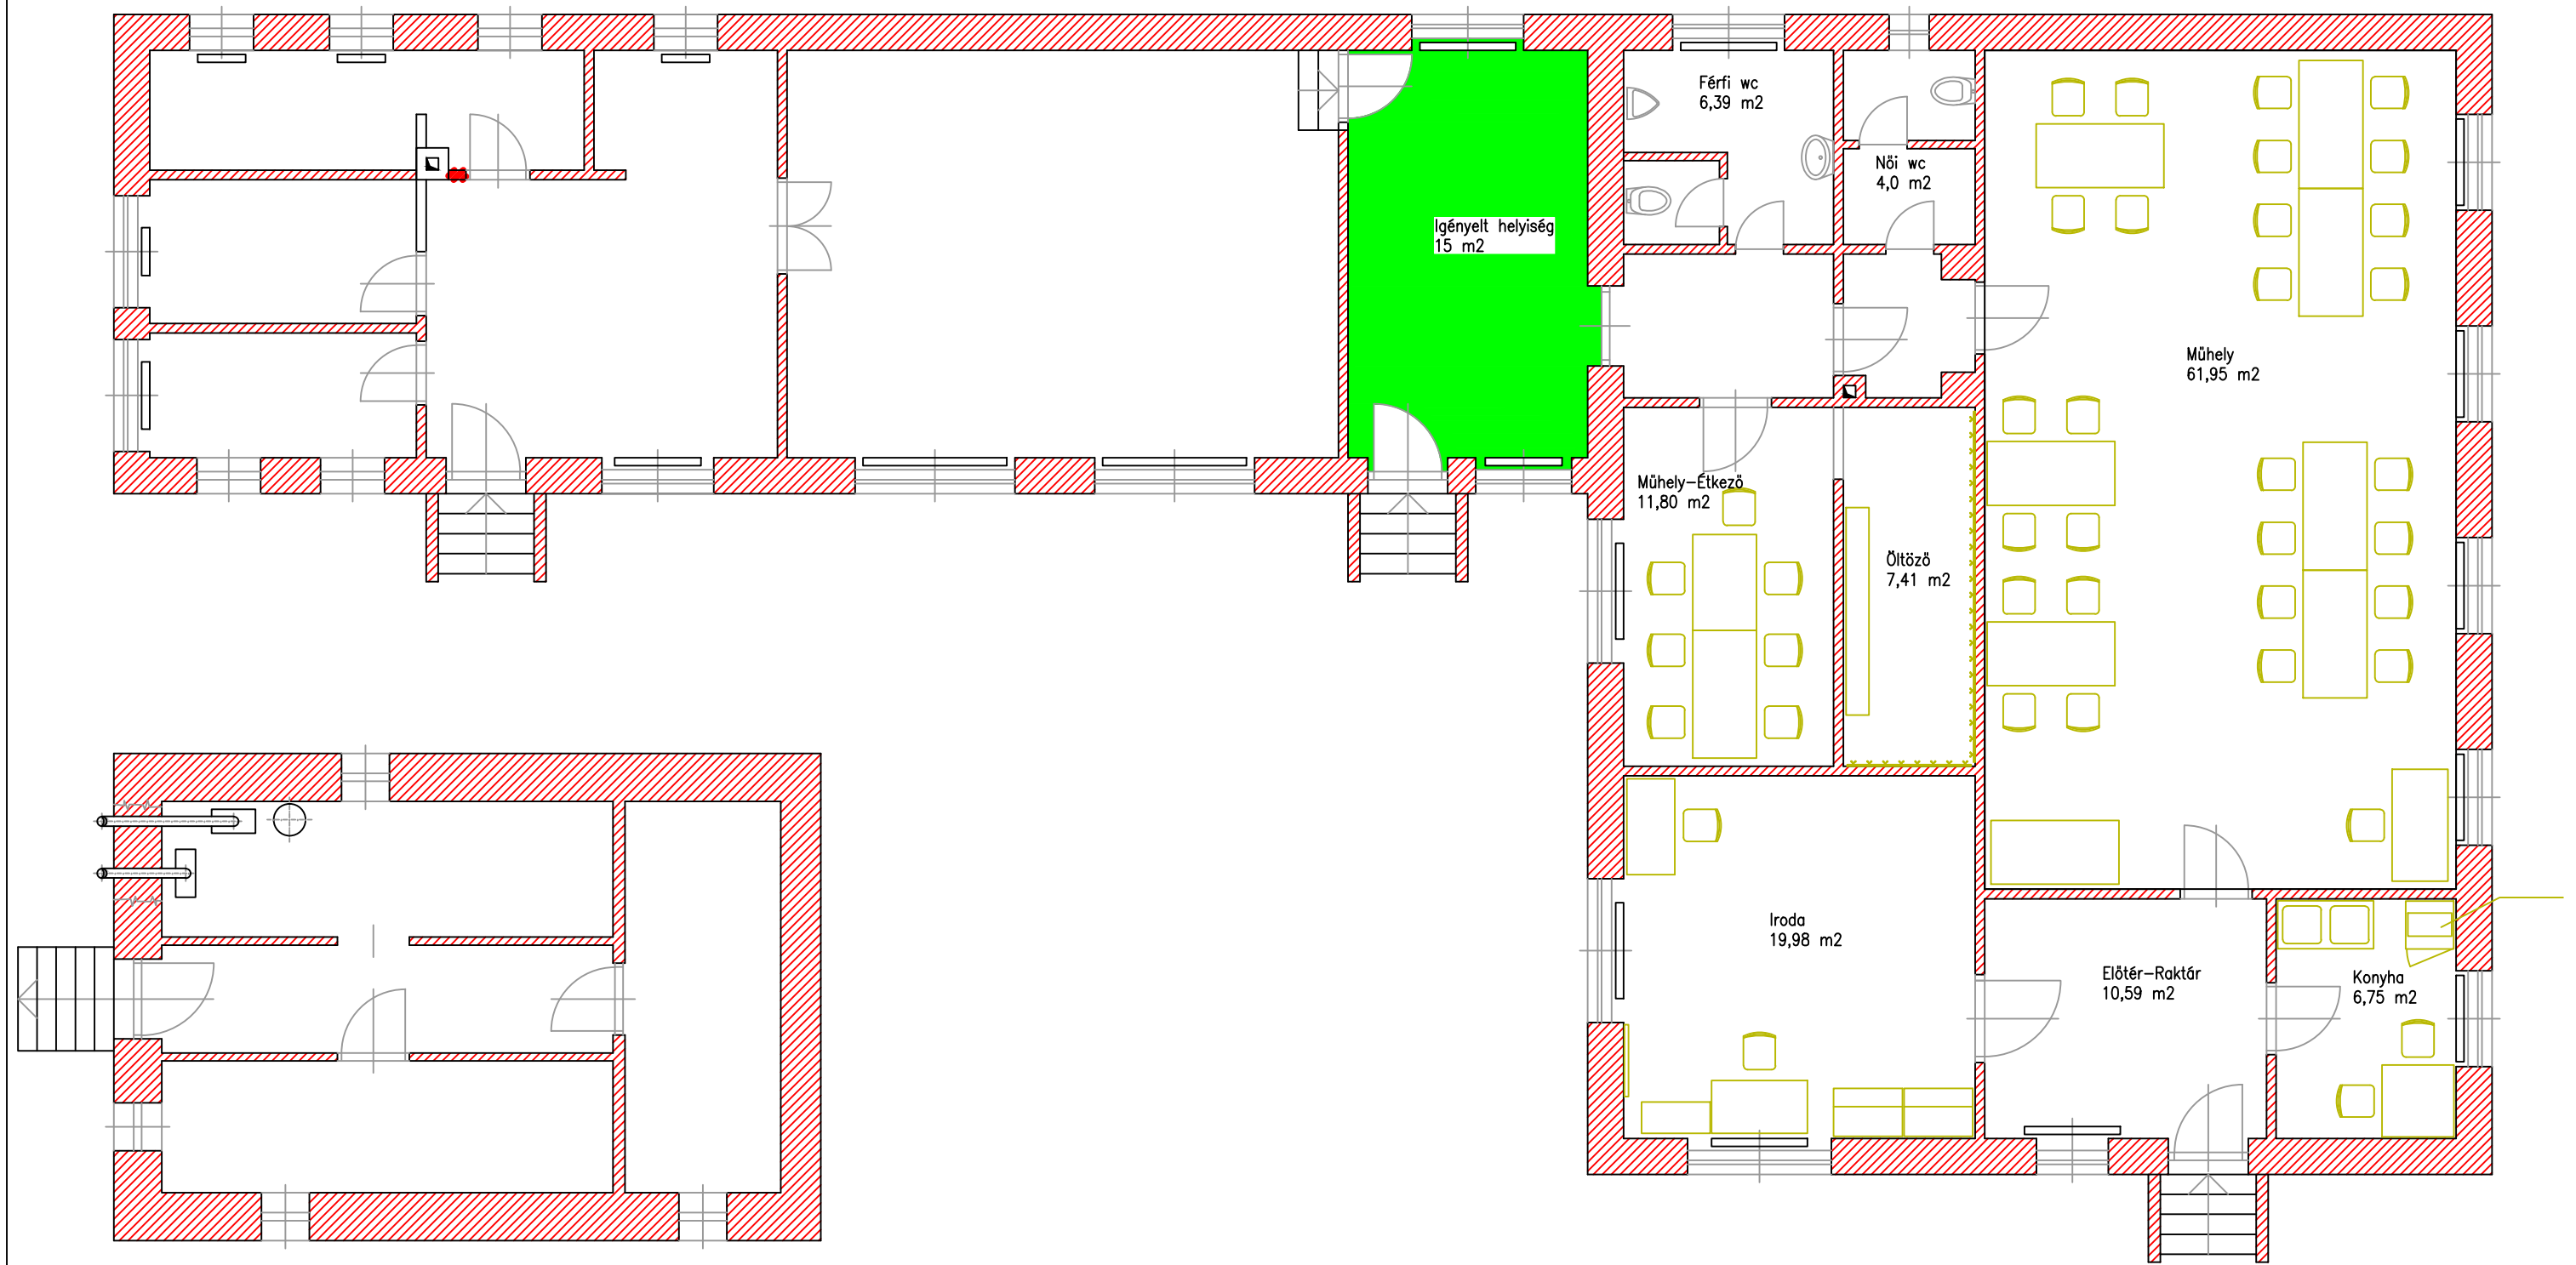 Férfi wc
6,39 m2
Női wc
4,0 m2
Igényelt helyiség
15 m2
Műhely
61,95 m2
Műhely-Étkező
11,80 m2
Öltöző
7,41 m2
Iroda
19,98 m2
Előtér-Raktár
10,59 m2
Konyha
6,75 m2